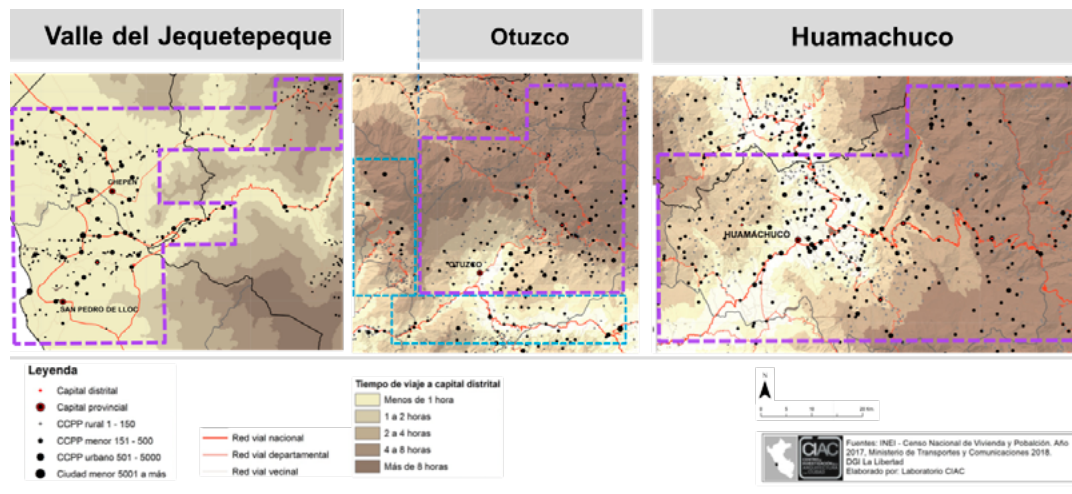 Valle del Jequetepeque
Otuzco
Huamachuco
CHEPEN
SAN PEDRO DE LLOC
OTUZCO
HUAMACHUCO
Leyenda
Capital distrital
Capital provincial
CCPP rural 1 - 150
CCPP menor 151 - 500
CCPP urbano 501 - 5000
Ciudad menor 5001 a más
Red vial nacional
Red vial departamental
Red vial vecinal
Tiempo de viaje a capital distrital
Menos de 1 hora
1 a 2 horas
2 a 4 horas
4 a 8 horas
Más de 8 horas
N
0 5 10 20 Km
CIAC
Fuentes: INEI - Censo Nacional de Vivienda y Pobalción. Año
2017, Ministerio de Transportes y Comunicaciones 2018.
DGI La Libertad
Elaborado por: Laboratorio CIAC